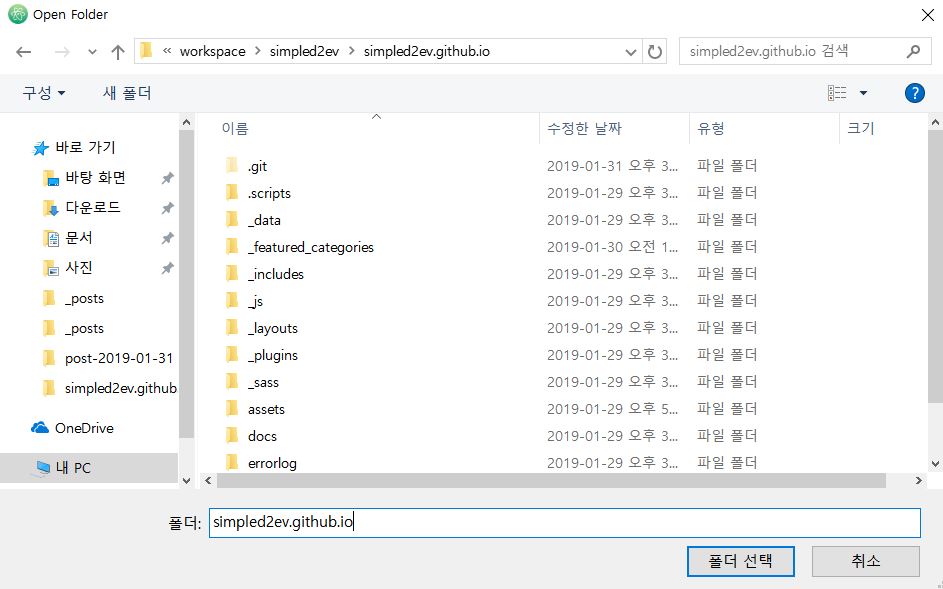 Open Folder
« workspace > simpled2ev > simpled2ev.github.io
simpled2ev.github.io 검색
구성 새 폴더
?
이름 수정한 날짜 유형 크기
바로 가기
바탕 화면
다운로드
문서
사진
_posts
_posts
post-2019-01-31
simpled2ev.github
OneDrive
내 PC
.git 2019-01-31 오후 3... 파일 폴더
.scripts 2019-01-29 오후 3... 파일 폴더
_data 2019-01-29 오후 3... 파일 폴더
_featured_categories 2019-01-30 오전 1... 파일 폴더
_includes 2019-01-29 오후 3... 파일 폴더
_js 2019-01-29 오후 3... 파일 폴더
_layouts 2019-01-29 오후 3... 파일 폴더
_plugins 2019-01-29 오후 3... 파일 폴더
_sass 2019-01-29 오후 3... 파일 폴더
assets 2019-01-29 오후 5... 파일 폴더
docs 2019-01-29 오후 3... 파일 폴더
errorlog 2019-01-29 오후 3... 파일 폴더
폴더: simpled2ev.github.io
폴더 선택 취소